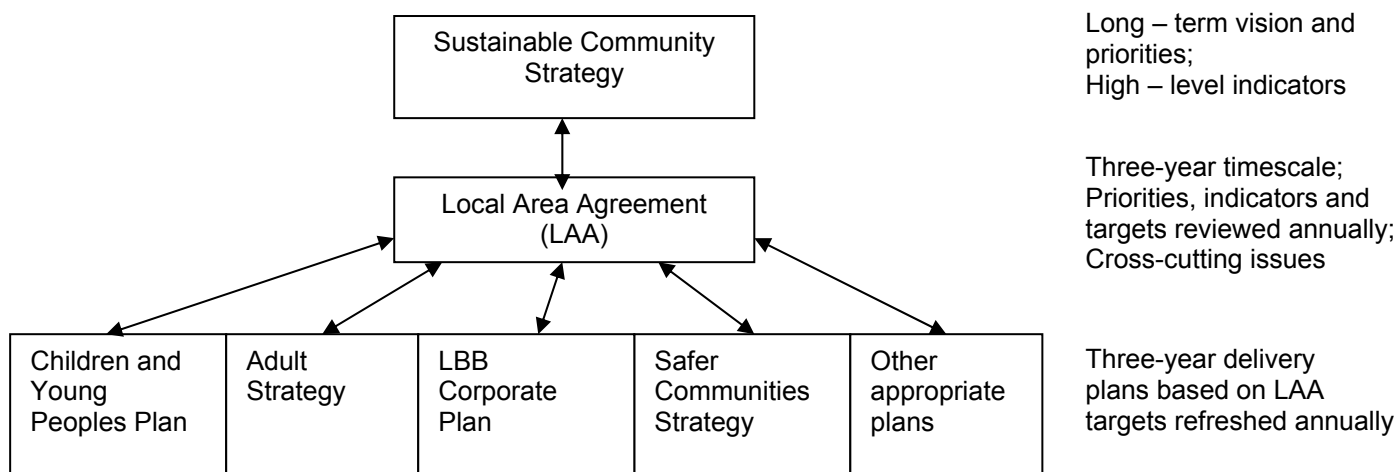 Sustainable Community
Strategy
Long – term vision and
priorities;
High – level indicators
Local Area Agreement
(LAA)
Three-year timescale;
Priorities, indicators and
targets reviewed annually;
Cross-cutting issues
Children and
Young
Peoples Plan
Adult
Strategy
LBB
Corporate
Plan
Safer
Communities
Strategy
Other
appropriate
plans
Three-year delivery
plans based on LAA
targets refreshed annually